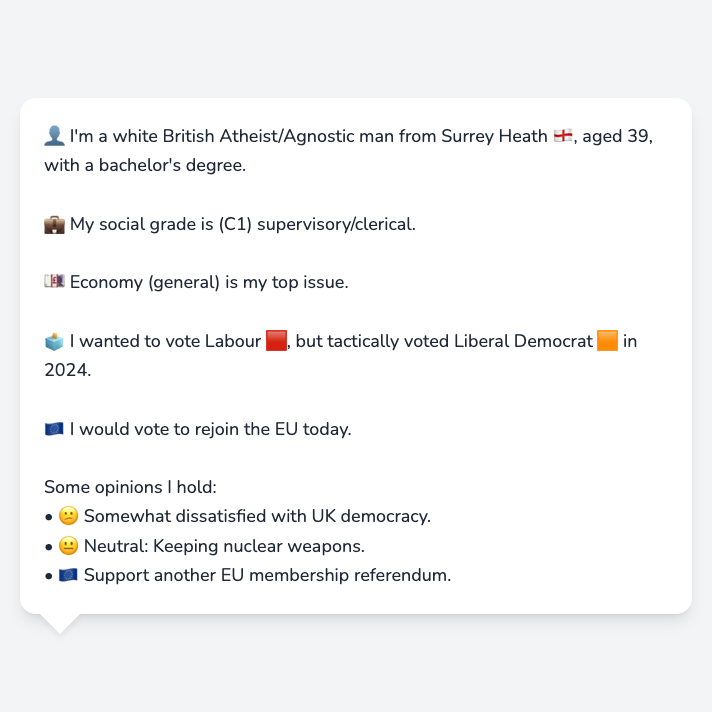 👤 I'm a white British Atheist/Agnostic man from Surrey Heath 🏴󠁧󠁢󠁥󠁮󠁧󠁿, aged 39,
with a bachelor's degree.
💼 My social grade is (C1) supervisory/clerical.
💷 Economy (general) is my top issue.
🗳️ I wanted to vote Labour 🟥, but tactically voted Liberal Democrat 🟧 in
2024.
🇪🇺 I would vote to rejoin the EU today.
Some opinions I hold:
• 😕 Somewhat dissatisfied with UK democracy.
• 😐 Neutral: Keeping nuclear weapons.
• 🇪🇺 Support another EU membership referendum.